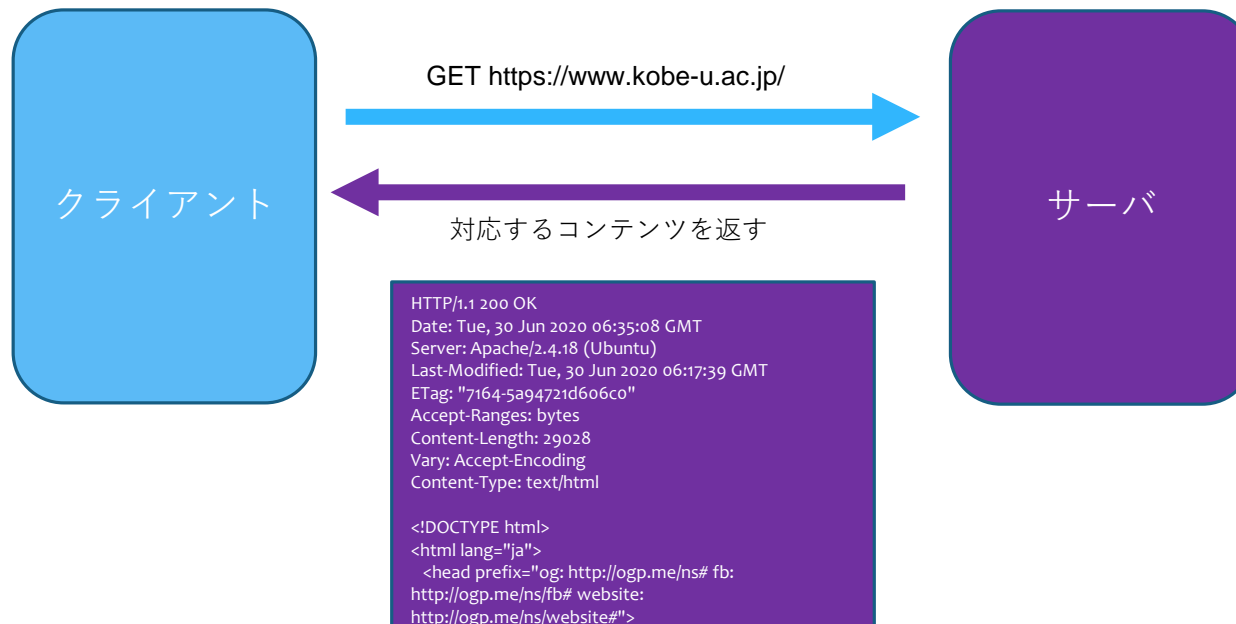 GET https://www.kobe-u.ac.jp/
クライアント
サーバ
対応するコンテンツを返す
HTTP/1.1 200 OK
Date: Tue, 30 Jun 2020 06:35:08 GMT
Server: Apache/2.4.18 (Ubuntu)
Last-Modified: Tue, 30 Jun 2020 06:17:39 GMT
ETag: "7164-5a94721d606c0"
Accept-Ranges: bytes
Content-Length: 29028
Vary: Accept-Encoding
Content-Type: text/html
<!DOCTYPE html>
<html lang="ja">
<head prefix="og: http://ogp.me/ns# fb:
http://ogp.me/ns/fb# website:
http://ogp.me/ns/website#">